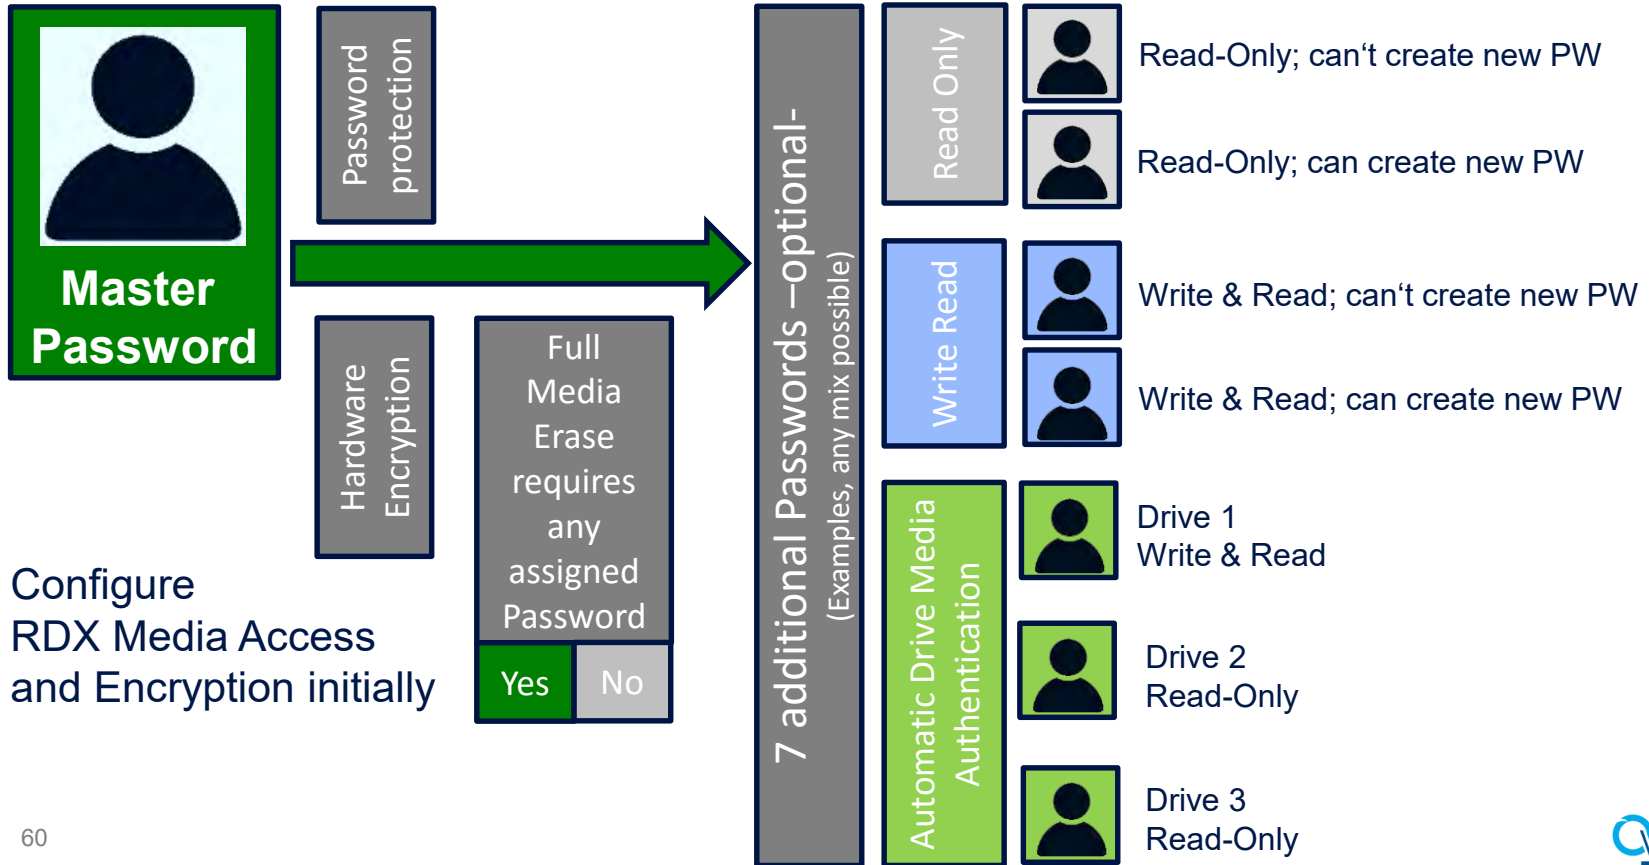 Master
Password
Password
protection
Hardware
Encryption
Full
Media
Erase
requires
any
assigned
Password
Yes
No
Configure
RDX Media Access
and Encryption initially
7 additional Passwords –optional-
(Examples, any mix possible)
Read Only
Read-Only; can‘t create new PW
Read-Only; can create new PW
Write Read
Write & Read; can‘t create new PW
Write & Read; can create new PW
Automatic Drive Media
Authentication
Drive 1
Write & Read
Drive 2
Read-Only
Drive 3
Read-Only
60